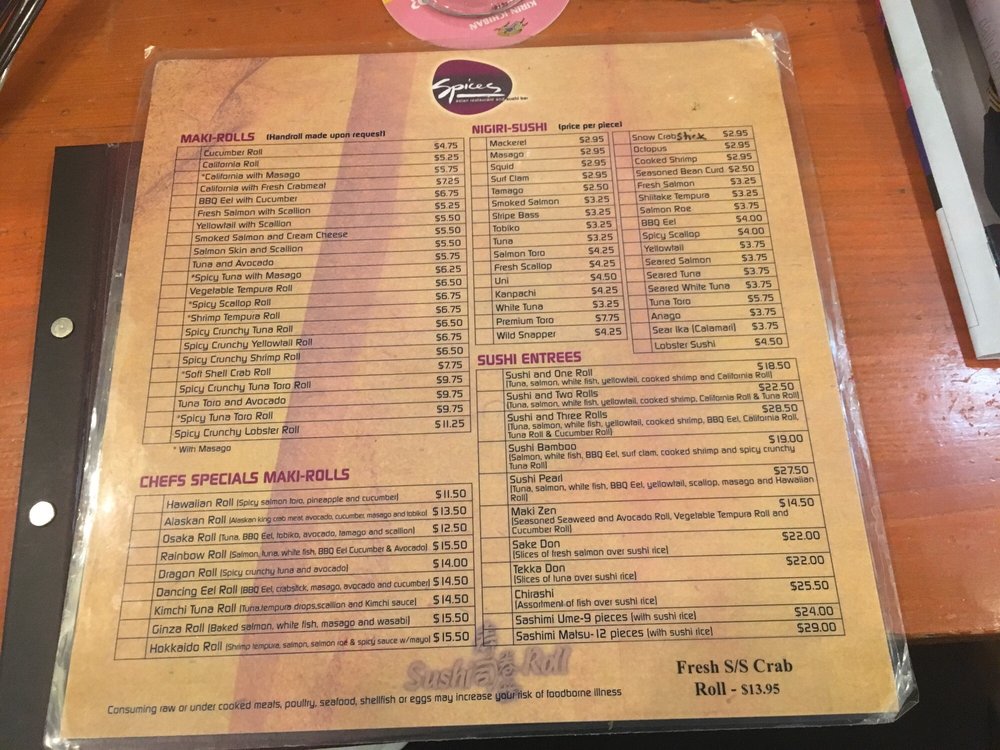 Spices
asian restaurant and sushi bar
KIRIN ICHIBAN
MAKI-ROLLS (Handroll made upon request)
Cucumber Roll $4.75
California Roll $5.25
*California with Masago $5.75
California with Fresh Crabmeat $7.25
BBQ Eel with Cucumber $6.75
Fresh Salmon with Scallion $5.25
Yellowtail with Scallion $5.50
Smoked Salmon and Cream Cheese $5.50
Salmon Skin and Scallion $5.50
Tuna and Avocado $5.75
*Spicy Tuna with Masago $6.25
Vegetable Tempura Roll $6.50
*Spicy Scallop Roll $6.75
*Shrimp Tempura Roll $6.75
Spicy Crunchy Tuna Roll $6.50
Spicy Crunchy Yellowtail Roll $6.75
Spicy Crunchy Shrimp Roll $6.50
*Soft Shell Crab Roll $7.75
Spicy Crunchy Tuna Toro Roll $9.75
Tuna Toro and Avocado $9.75
*Spicy Tuna Toro Roll $9.75
Spicy Crunchy Lobster Roll $11.25
* With Masago
CHEFS SPECIALS MAKI-ROLLS
Hawaiian Roll (Spicy salmon toro, pineapple and cucumber) $11.50
Alaskan Roll (Alaskan king crab meat, avocado, cucumber, masago and tobiko) $13.50
Osaka Roll (Tuna, BBQ Eel, tobiko, avocado, tamago and scallion) $12.50
Rainbow Roll (Salmon, tuna, white fish, BBQ Eel Cucumber & Avocado) $15.50
Dragon Roll (Spicy crunchy tuna and avocado) $14.00
Dancing Eel Roll (BBQ Eel, crabstick, masago, avocado and cucumber) $14.50
Kimchi Tuna Roll (Tuna,tempura drops,scallion and Kimchi sauce) $14.50
Ginza Roll (Baked salmon, white fish, masago and wasabi) $15.50
Hokkaido Roll (Shrimp tempura, salmon, salmon roe & spicy sauce w/mayo) $15.50
NIGIRI-SUSHI (price per piece)
Mackerel $2.95
Masago $2.95
Squid $2.95
Surf Clam $2.95
Tamago $2.50
Smoked Salmon $3.25
Stripe Bass $3.25
Tobiko $3.25
Tuna $3.25
Salmon Toro $4.25
Fresh Scallop $4.25
Uni $4.50
Kanpachi $4.25
White Tuna $3.25
Premium Toro $7.75
Wild Snapper $4.25
Snow Crab Stick $2.95
Octopus $2.95
Cooked Shrimp $2.95
Seasoned Bean Curd $2.50
Fresh Salmon $3.25
Shiitake Tempura $3.25
Salmon Roe $3.75
BBQ Eel $4.00
Spicy Scallop $4.00
Yellowtail $3.75
Seared Salmon $3.75
Seared Tuna $3.75
Seared White Tuna $3.75
Tuna Toro $5.75
Anago $3.75
Sear Ika (Calamari) $3.75
Lobster Sushi $4.50
SUSHI ENTREES
Sushi and One Roll $18.50
(Tuna, salmon, white fish, yellowtail, cooked shrimp and California Roll)
Sushi and Two Rolls $22.50
(Tuna, salmon, white fish, yellowtail, cooked shrimp, California Roll & Tuna Roll)
Sushi and Three Rolls $28.50
(Tuna, salmon, white fish, yellowtail, cooked shrimp, BBQ Eel, California Roll,
Tuna Roll & Cucumber Roll)
Sushi Bamboo $19.00
(Salmon, white fish, BBQ Eel, surf clam, cooked shrimp and spicy crunchy
Tuna Roll)
Sushi Pearl $27.50
(Tuna, salmon, white fish, BBQ Eel, yellowtail, scallop, masago and Hawaiian
Roll)
Maki Zen $14.50
(Seasoned Seaweed and Avocado Roll, Vegetable Tempura Roll and
Cucumber Roll)
Sake Don $22.00
(Slices of fresh salmon over sushi rice)
Tekka Don $22.00
(Slices of tuna over sushi rice)
Chirashi $25.50
(Assortment of fish over sushi rice)
Sashimi Ume-9 pieces (with sushi rice) $24.00
Sashimi Matsu-12 pieces (with sushi rice) $29.00
Sushi Roll
Fresh S/S Crab
Roll - $13.95
Consuming raw or under cooked meats, poultry, seafood, shellfish or eggs may increase your risk of foodborne illness